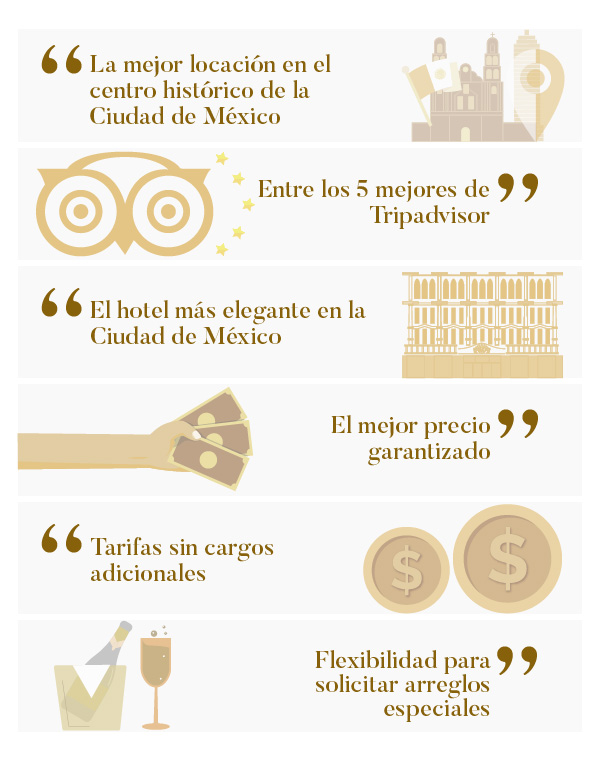 “ La mejor locación en el
centro histórico de la
Ciudad de México
Entre los 5 mejores de ”
Tripadvisor
“ El hotel más elegante en la
Ciudad de México
El mejor precio ”
garantizado
“ Tarifas sin cargos
adicionales
$ $
Flexibilidad para ”
solicitar arreglos
especiales